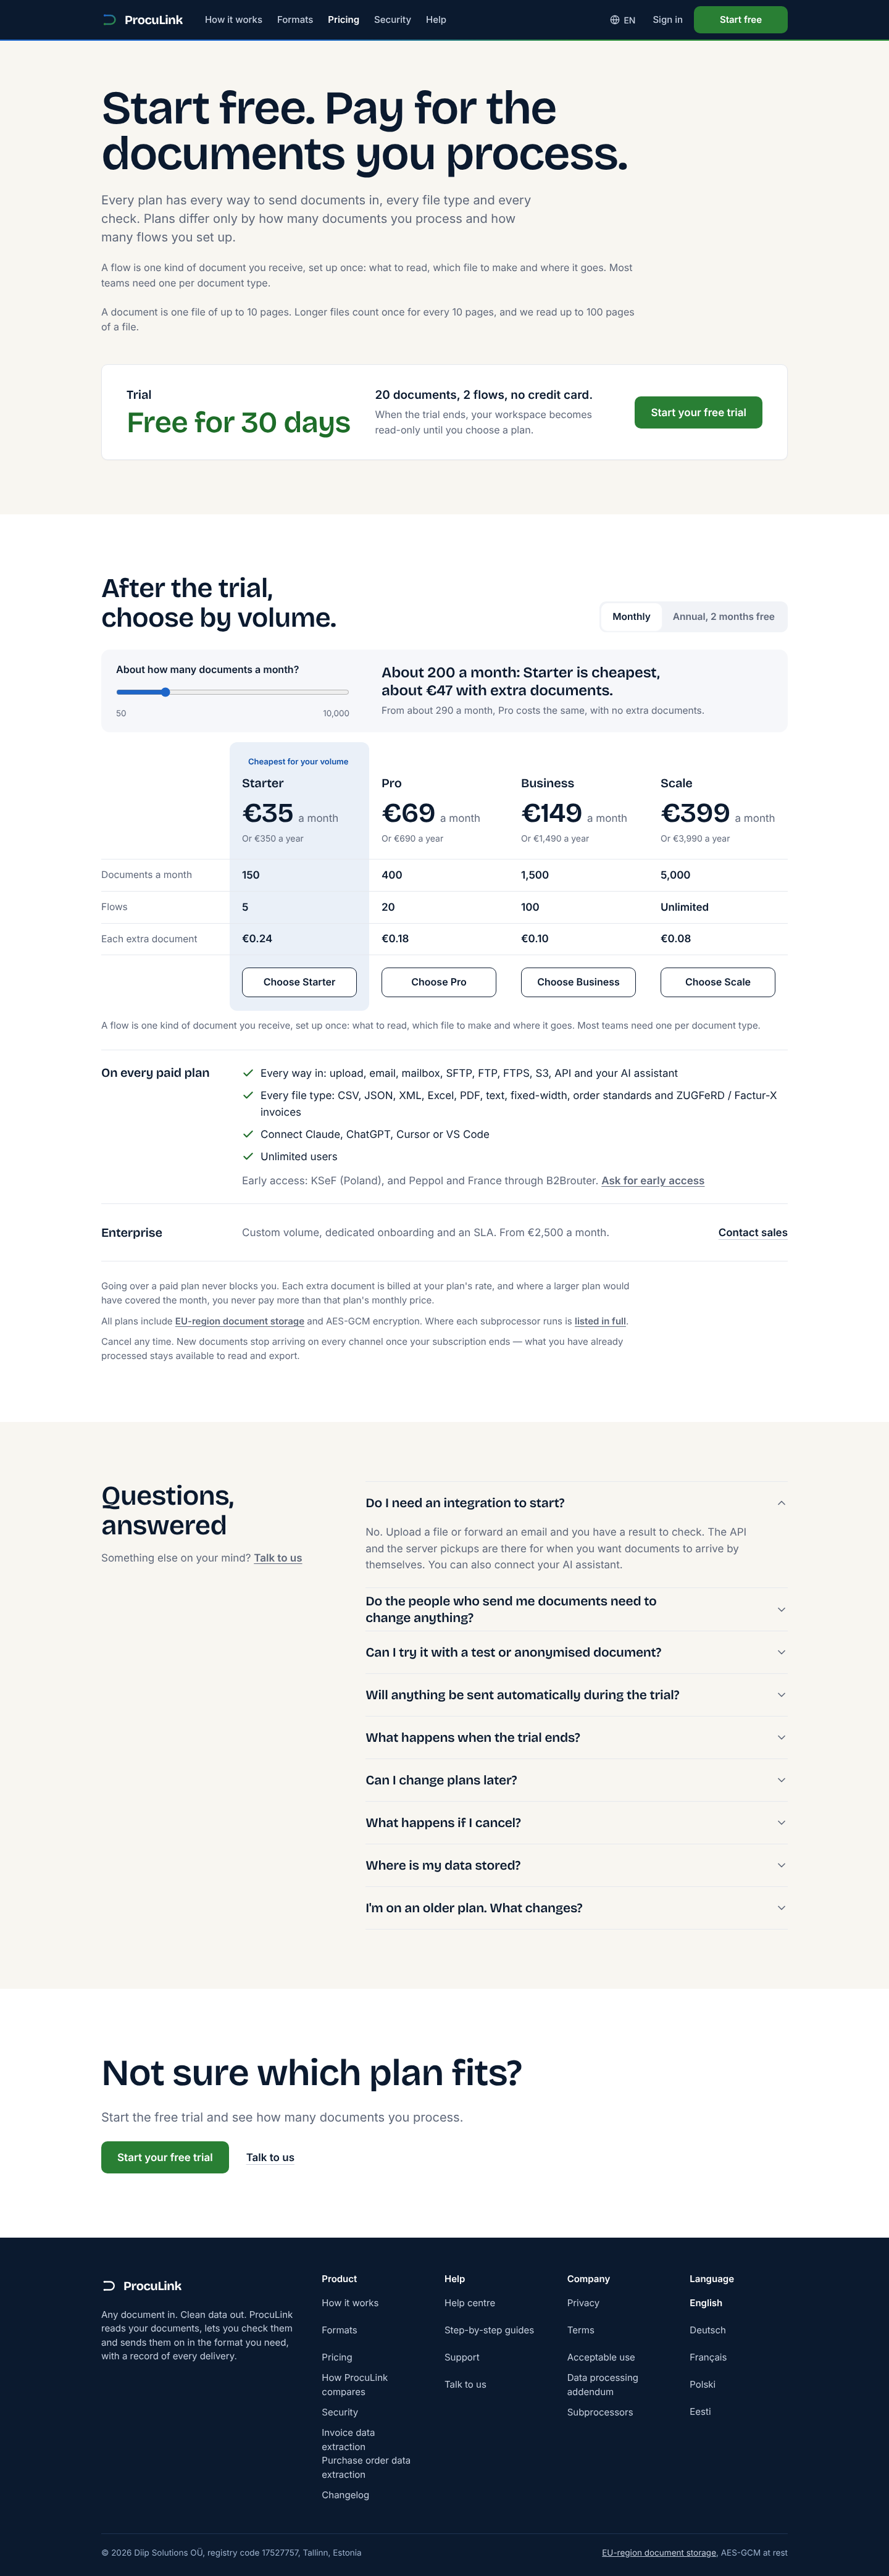 ProcuLink
How it works
Formats
Pricing
Security
Help
EN
Sign in
Start free
Start free. Pay for the
documents you process.
Every plan has every way to send documents in, every file type and every
check. Plans differ only by how many documents you process and how
many flows you set up.
A flow is one kind of document you receive, set up once: what to read, which file to make and where it goes. Most
teams need one per document type.
A document is one file of up to 10 pages. Longer files count once for every 10 pages, and we read up to 100 pages
of a file.
Trial
Free for 30 days
20 documents, 2 flows, no credit card.
When the trial ends, your workspace becomes
read-only until you choose a plan.
Start your free trial
After the trial,
choose by volume.
Monthly
Annual, 2 months free
About how many documents a month?
50
10,000
About 200 a month: Starter is cheapest,
about €47 with extra documents.
From about 290 a month, Pro costs the same, with no extra documents.
Cheapest for your volume
Starter
Pro
Business
Scale
€35 a month
€69 a month
€149 a month
€399 a month
Or €350 a year
Or €690 a year
Or €1,490 a year
Or €3,990 a year
Documents a month
150
400
1,500
5,000
Flows
5
20
100
Unlimited
Each extra document
€0.24
€0.18
€0.10
€0.08
Choose Starter
Choose Pro
Choose Business
Choose Scale
A flow is one kind of document you receive, set up once: what to read, which file to make and where it goes. Most teams need one per document type.
On every paid plan
Every way in: upload, email, mailbox, SFTP, FTP, FTPS, S3, API and your AI assistant
Every file type: CSV, JSON, XML, Excel, PDF, text, fixed-width, order standards and ZUGFeRD / Factur-X
invoices
Connect Claude, ChatGPT, Cursor or VS Code
Unlimited users
Early access: KSeF (Poland), and Peppol and France through B2Brouter. Ask for early access
Enterprise
Custom volume, dedicated onboarding and an SLA. From €2,500 a month.
Contact sales
Going over a paid plan never blocks you. Each extra document is billed at your plan's rate, and where a larger plan would
have covered the month, you never pay more than that plan's monthly price.
All plans include EU-region document storage and AES-GCM encryption. Where each subprocessor runs is listed in full.
Cancel any time. New documents stop arriving on every channel once your subscription ends — what you have already
processed stays available to read and export.
Questions,
answered
Something else on your mind? Talk to us
Do I need an integration to start?
No. Upload a file or forward an email and you have a result to check. The API
and the server pickups are there for when you want documents to arrive by
themselves. You can also connect your AI assistant.
Do the people who send me documents need to
change anything?
Can I try it with a test or anonymised document?
Will anything be sent automatically during the trial?
What happens when the trial ends?
Can I change plans later?
What happens if I cancel?
Where is my data stored?
I'm on an older plan. What changes?
Not sure which plan fits?
Start the free trial and see how many documents you process.
Start your free trial
Talk to us
ProcuLink
Any document in. Clean data out. ProcuLink
reads your documents, lets you check them
and sends them on in the format you need,
with a record of every delivery.
Product
How it works
Formats
Pricing
How ProcuLink
compares
Security
Invoice data
extraction
Purchase order data
extraction
Changelog
Help
Help centre
Step-by-step guides
Support
Talk to us
Company
Privacy
Terms
Acceptable use
Data processing
addendum
Subprocessors
Language
English
Deutsch
Français
Polski
Eesti
© 2026 Diip Solutions OÜ, registry code 17527757, Tallinn, Estonia
EU-region document storage, AES-GCM at rest